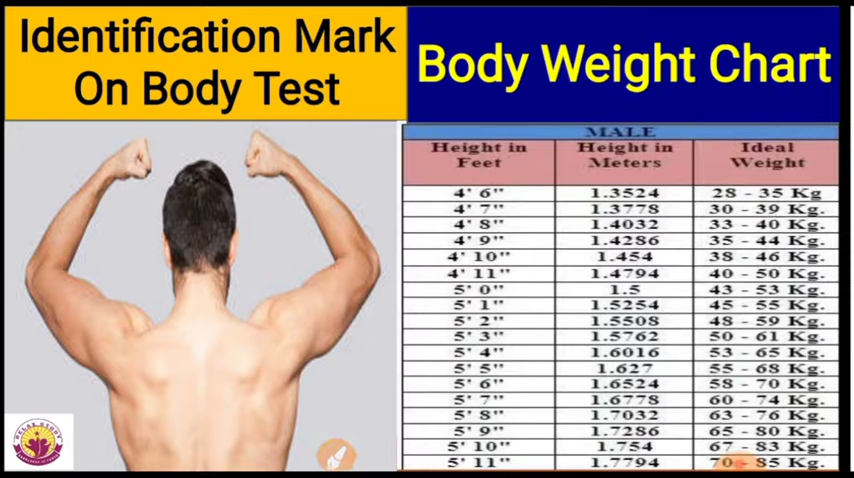 Identification Mark
On Body Test
Body Weight Chart
MALE
Height in Feet Height in Meters Ideal Weight
4' 6" 1.3524 28 - 35 Kg
4' 7" 1.3778 30 - 39 Kg.
4' 8" 1.4032 33 - 40 Kg.
4' 9" 1.4286 35 - 44 Kg.
4' 10" 1.454 38 - 46 Kg.
4' 11" 1.4794 40 - 50 Kg.
5' 0" 1.5 43 - 53 Kg.
5' 1" 1.5254 45 - 55 Kg.
5' 2" 1.5508 48 - 59 Kg.
5' 3" 1.5762 50 - 61 Kg.
5' 4" 1.6016 53 - 65 Kg.
5' 5" 1.627 55 - 68 Kg.
5' 6" 1.6524 58 - 70 Kg.
5' 7" 1.6778 60 - 74 Kg.
5' 8" 1.7032 63 - 76 Kg.
5' 9" 1.7286 65 - 80 Kg.
5' 10" 1.754 67 - 83 Kg.
5' 11" 1.7794 70 - 85 Kg.